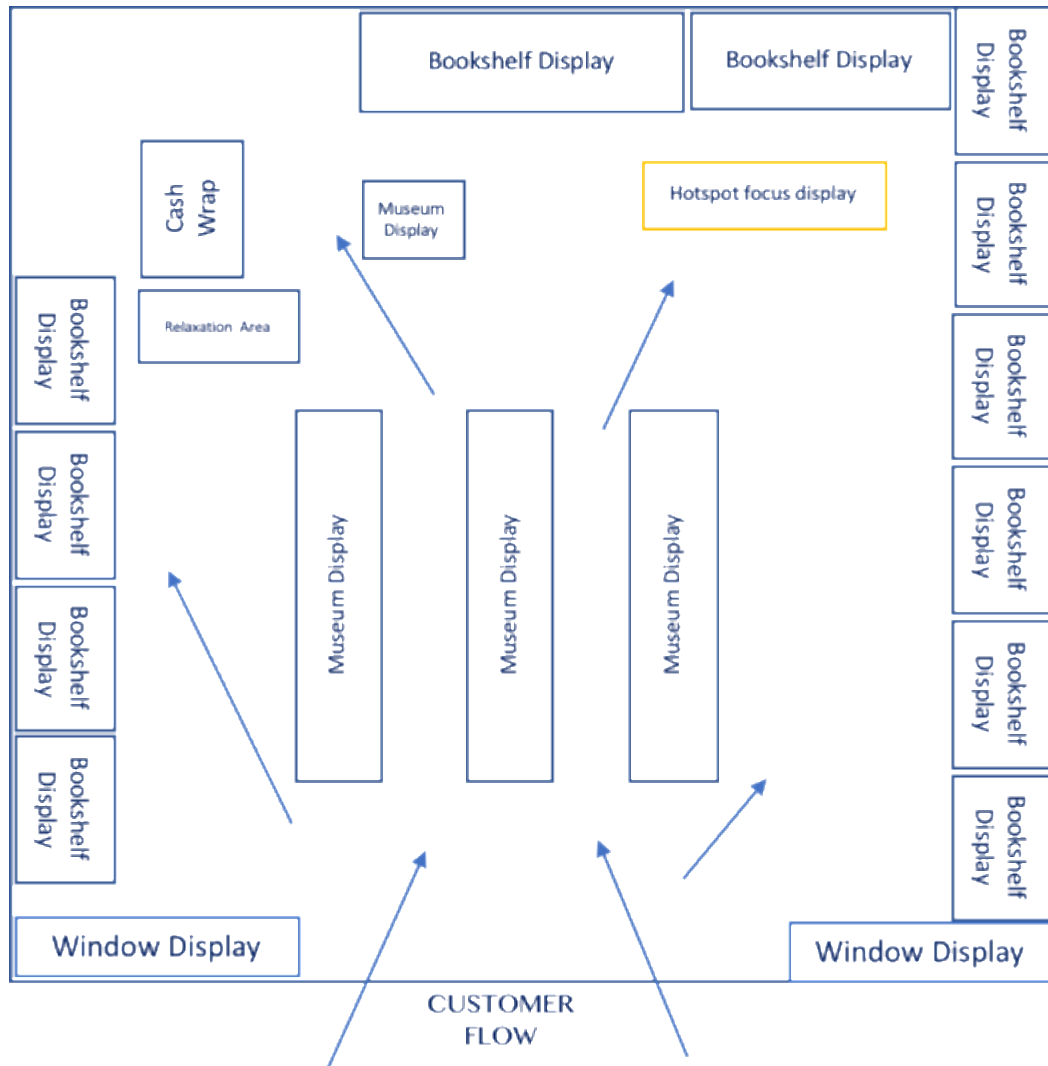 Bookshelf Display
Bookshelf Display
Bookshelf
Display
Cash
Wrap
Museum
Display
Hotspot focus display
Bookshelf
Display
Bookshelf
Display
Relaxation Area
Bookshelf
Display
Bookshelf
Display
Museum Display
Museum Display
Museum Display
Bookshelf
Display
Bookshelf
Display
Bookshelf
Display
Bookshelf
Display
Bookshelf
Display
Window Display
Window Display
CUSTOMER
FLOW